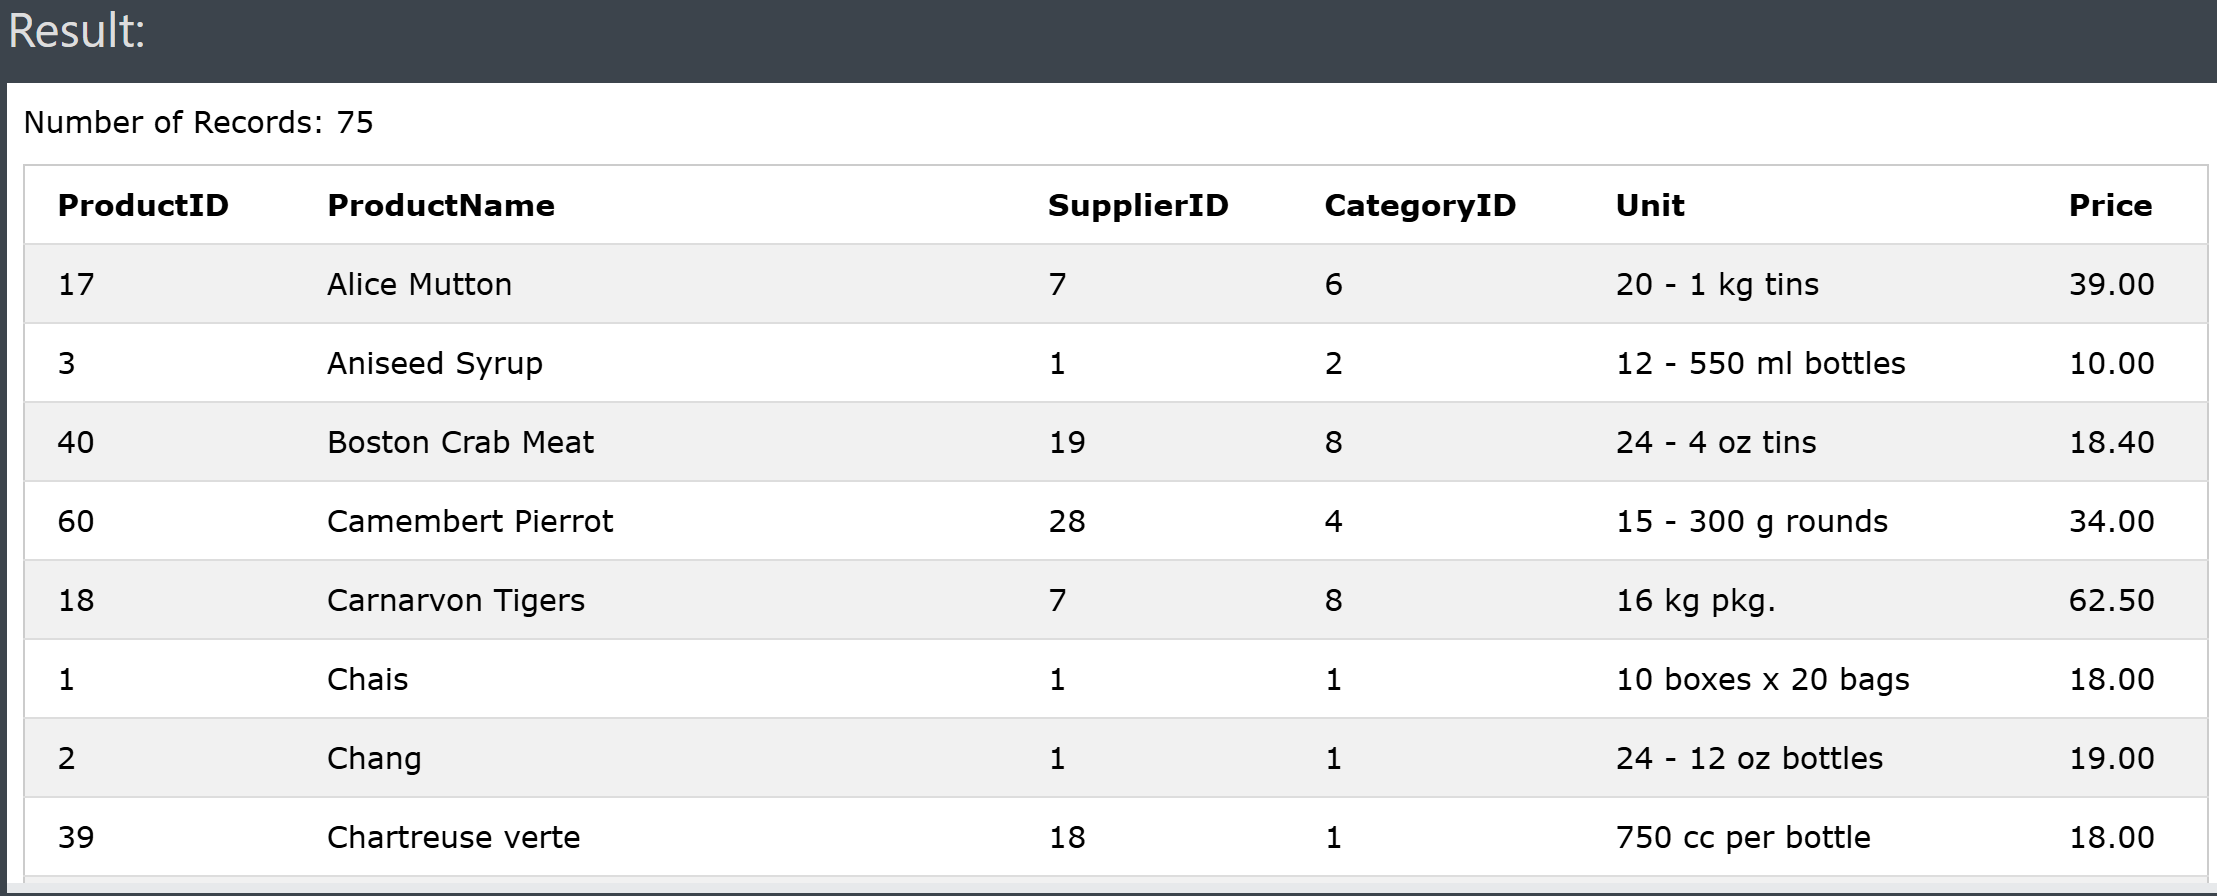 Result:
Number of Records: 75
ProductID ProductName SupplierID CategoryID Unit Price
17 Alice Mutton 7 6 20 - 1 kg tins 39.00
3 Aniseed Syrup 1 2 12 - 550 ml bottles 10.00
40 Boston Crab Meat 19 8 24 - 4 oz tins 18.40
60 Camembert Pierrot 28 4 15 - 300 g rounds 34.00
18 Carnarvon Tigers 7 8 16 kg pkg. 62.50
1 Chais 1 1 10 boxes x 20 bags 18.00
2 Chang 1 1 24 - 12 oz bottles 19.00
39 Chartreuse verte 18 1 750 cc per bottle 18.00